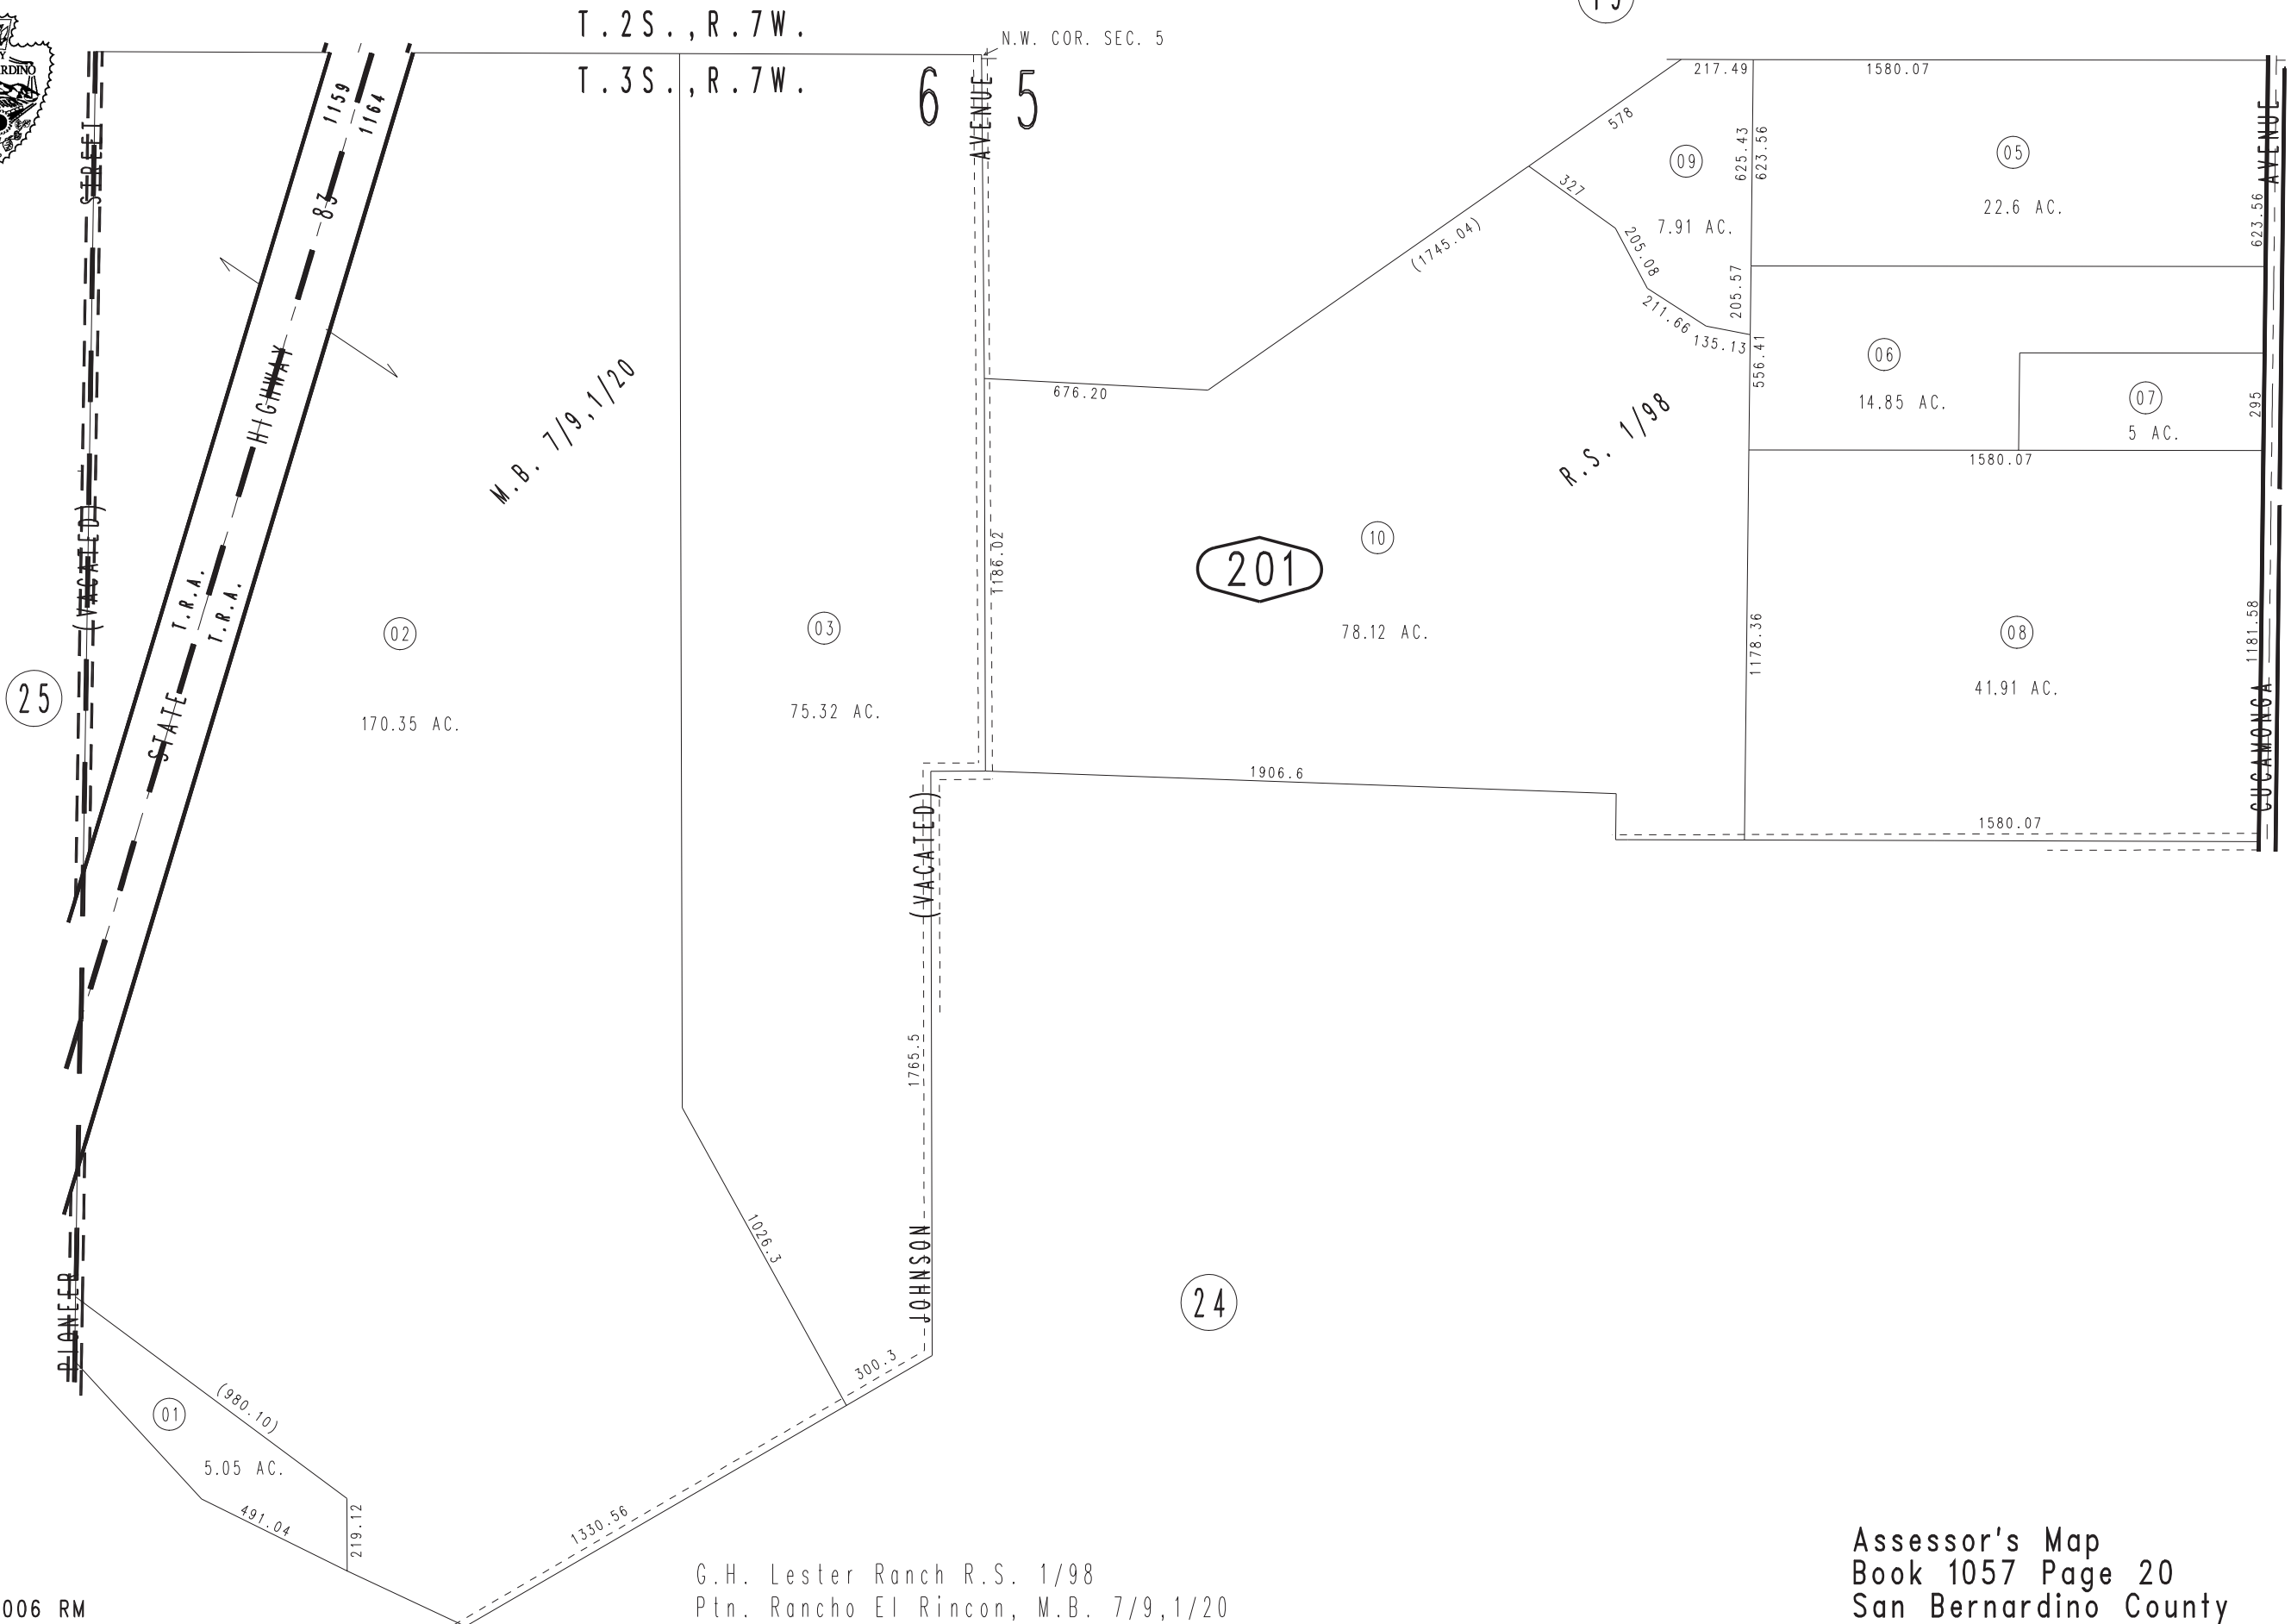 T.2S.,R.7W.
T.3S.,R.7W.
N.W. COR. SEC. 5
6
5
AVENUE
217.49
1580.07
1159
1164
STREET
83
578
09
625.43
623.56
05
AVENUE
327
7.91 AC.
22.6 AC.
623.56
205.08
(1745.04)
205.57
211.66
135.13
556.41
06
14.85 AC.
07
5 AC.
295
HIGHWAY
M.B. 7/9,1/20
676.20
R.S. 1/98
1580.07
(VACATED)
1186.02
10
201
78.12 AC.
T.R.A.
T.R.A.
02
170.35 AC.
03
75.32 AC.
1178.36
08
41.91 AC.
1181.58
25
STATE
CUCAMONGA
1906.6
(VACATED)
1580.07
1765.5
1026.3
JOHNSON
24
PIONEER
300.3
(980.10)
01
5.05 AC.
491.04
219.12
1330.56
G.H. Lester Ranch R.S. 1/98
Ptn. Rancho El Rincon, M.B. 7/9,1/20
Assessor's Map
Book 1057 Page 20
San Bernardino County
006 RM